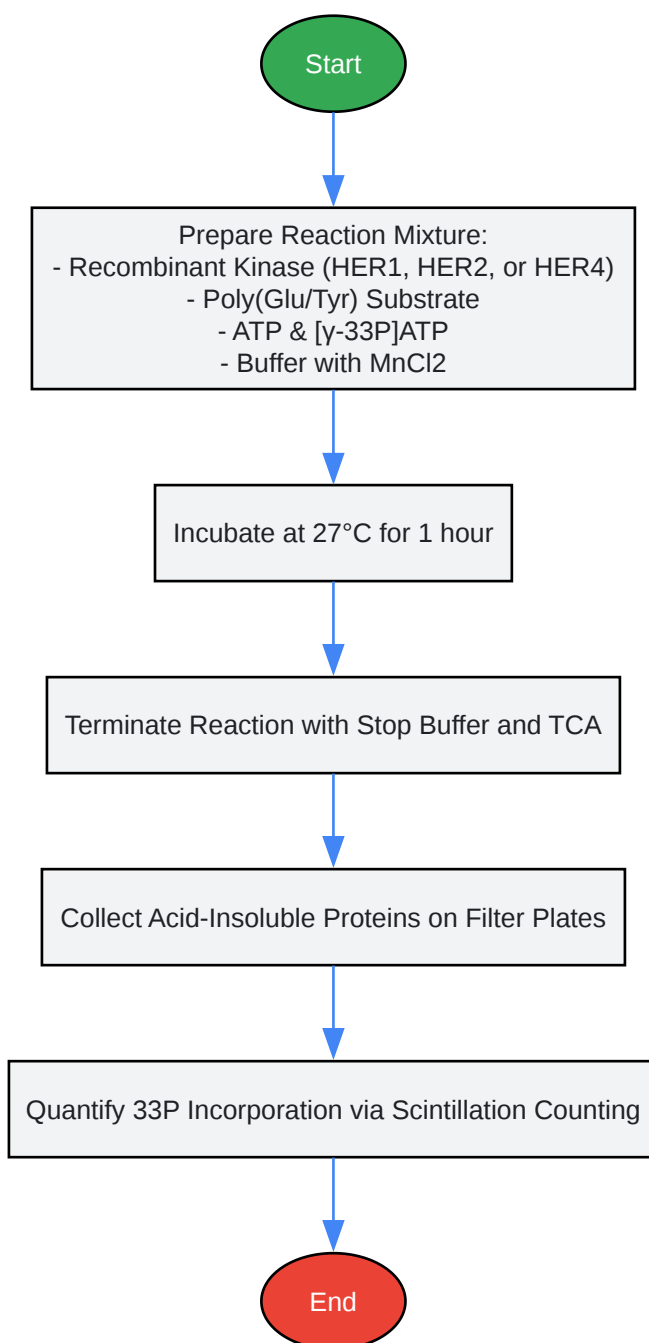 Start
Prepare Reaction Mixture:
- Recombinant Kinase (HER1, HER2, or HER4)
- Poly(Glu/Tyr) Substrate
- ATP & [γ-33P]ATP
- Buffer with MnCl2
Incubate at 27°C for 1 hour
Terminate Reaction with Stop Buffer and TCA
Collect Acid-Insoluble Proteins on Filter Plates
Quantify 33P Incorporation via Scintillation Counting
End